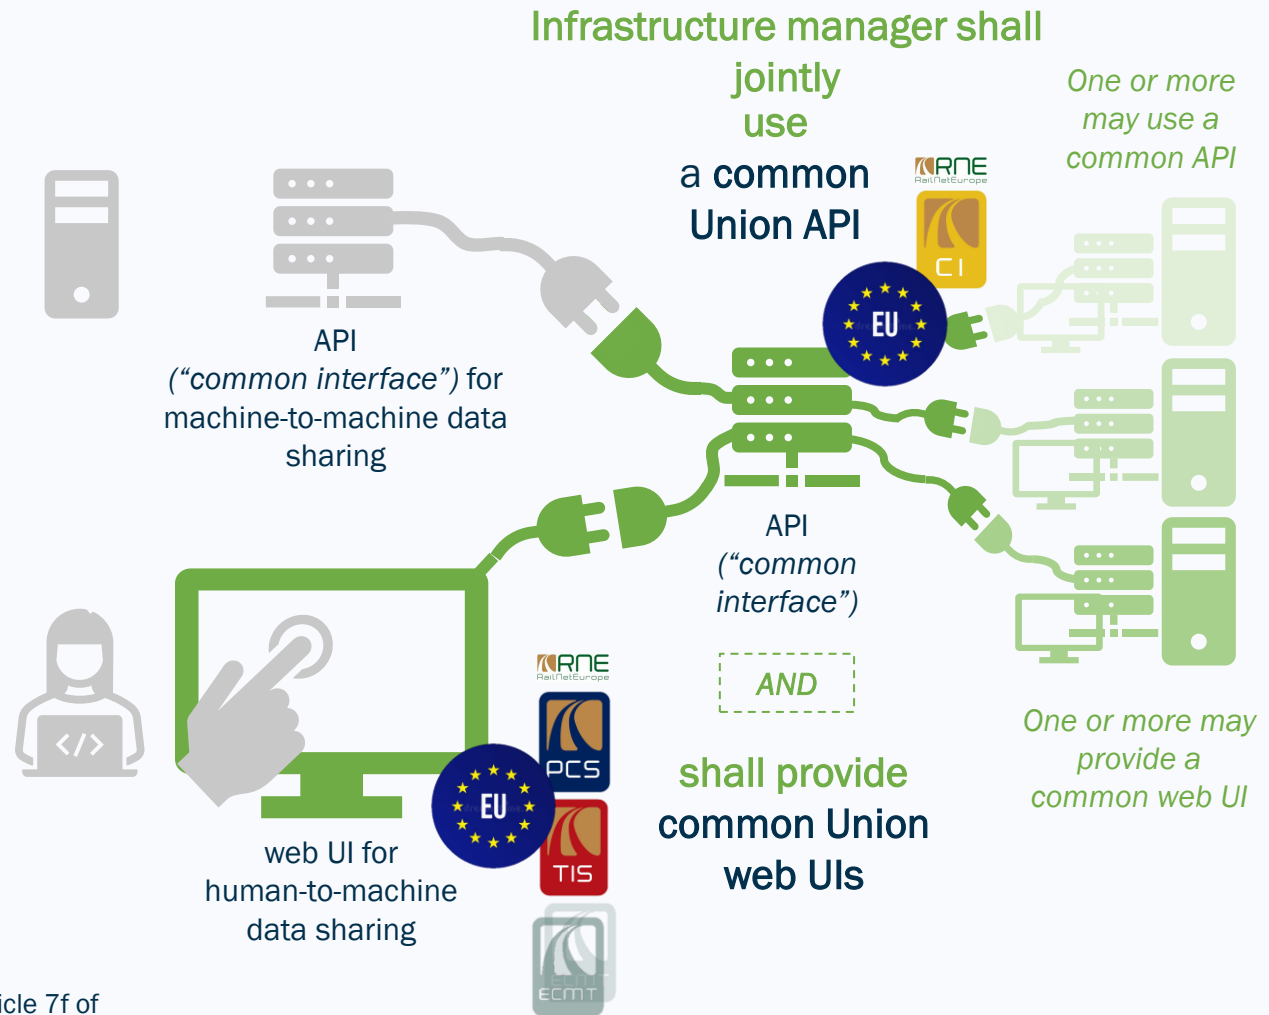 Infrastructure manager shall
jointly
use
a common
Union API
One or more
may use a
common API
RNE
RailNetEurope
CI
EU
API
(“common interface”) for
machine-to-machine data
sharing
API
(“common
interface”)
AND
shall provide
common Union
web UIs
One or more may
provide a
common web UI
</>
RNE
RailNetEurope
PCS
EU
TIS
ECMT
ECMT
web UI for
human-to-machine
data sharing
icle 7f of